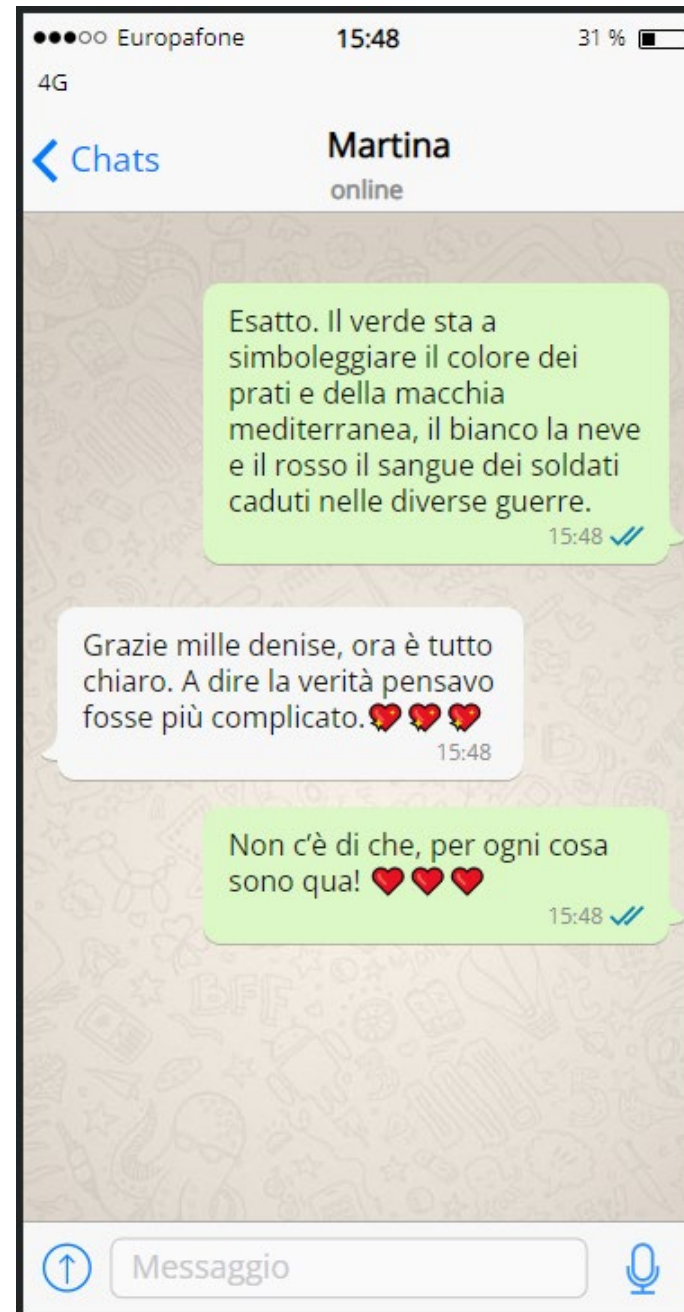 ●●●○○ Europafone 15:48 31 %
4G
Chats
Martina
online
Esatto. Il verde sta a
simboleggiare il colore dei
prati e della macchia
mediterranea, il bianco la neve
e il rosso il sangue dei soldati
caduti nelle diverse guerre.
15:48
Grazie mille denise, ora è tutto
chiaro. A dire la verità pensavo
fosse più complicato.💖💖💖
15:48
Non c’è di che, per ogni cosa
sono qua! ❤❤❤
15:48
BFF
Messaggio